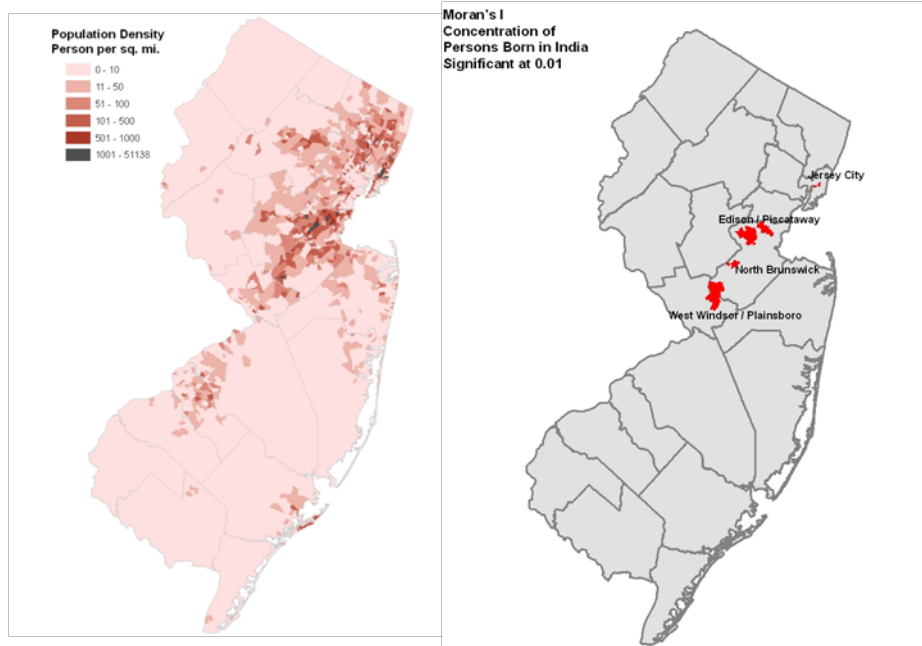 Population Density
Person per sq. mi.
0 - 10
11 - 50
51 - 100
101 - 500
501 - 1000
1001 - 51138
Moran's I
Concentration of
Persons Born in India
Significant at 0.01
Jersey City
Edison / Piscataway
North Brunswick
West Windsor / Plainsboro